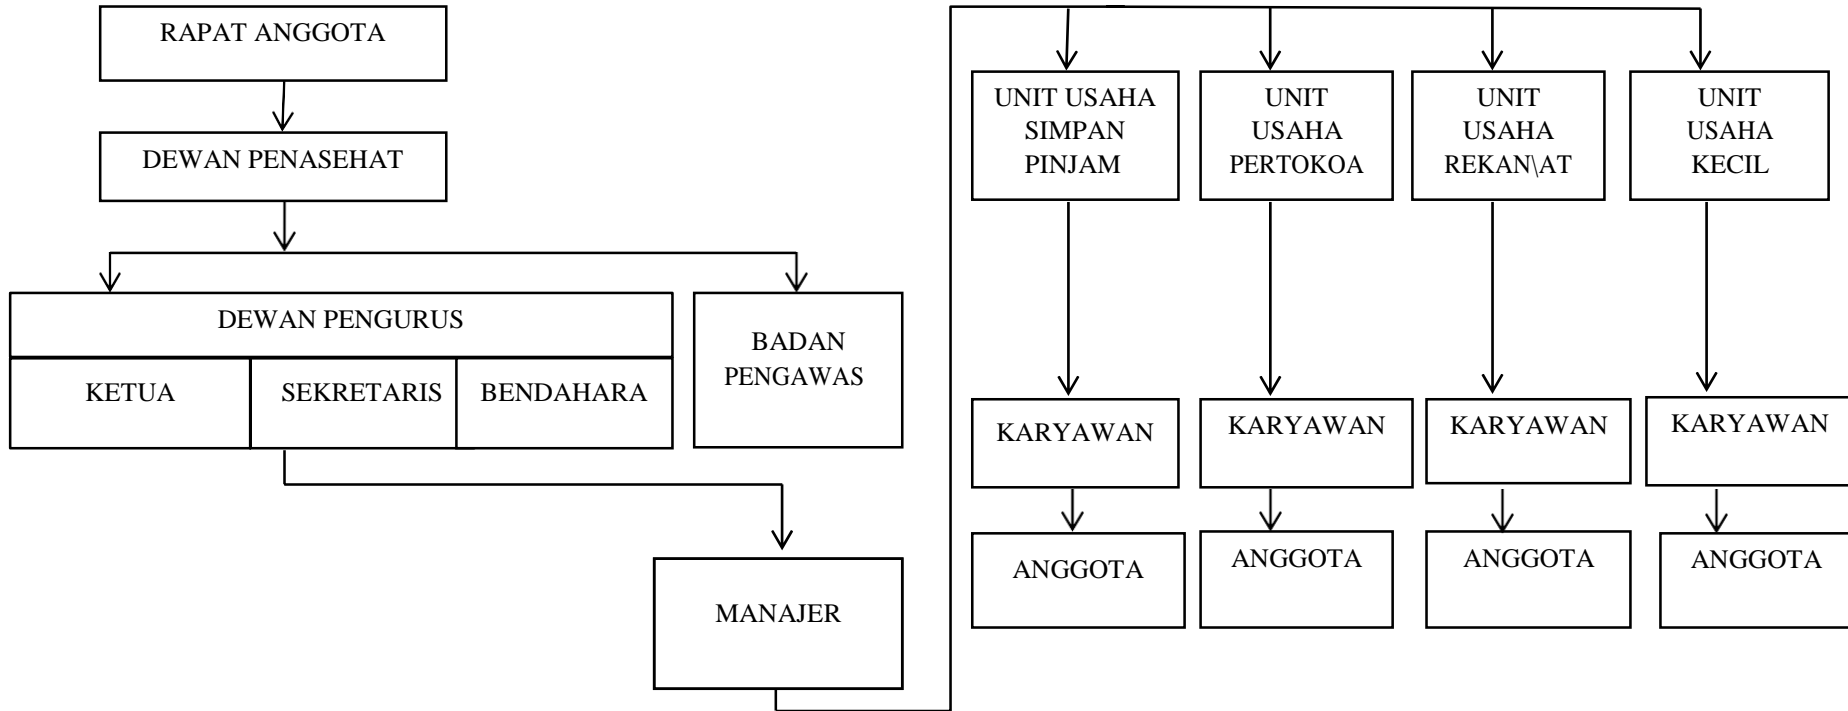 RAPAT ANGGOTA
DEWAN PENASEHAT
DEWAN PENGURUS
KETUA
SEKRETARIS
BENDAHARA
BADAN
PENGAWAS
MANAJER
UNIT USAHA
SIMPAN
PINJAM
UNIT
USAHA
PERTOKOA
UNIT
USAHA
REKAN\AT
UNIT
USAHA
KECIL
KARYAWAN
KARYAWAN
KARYAWAN
KARYAWAN
ANGGOTA
ANGGOTA
ANGGOTA
ANGGOTA